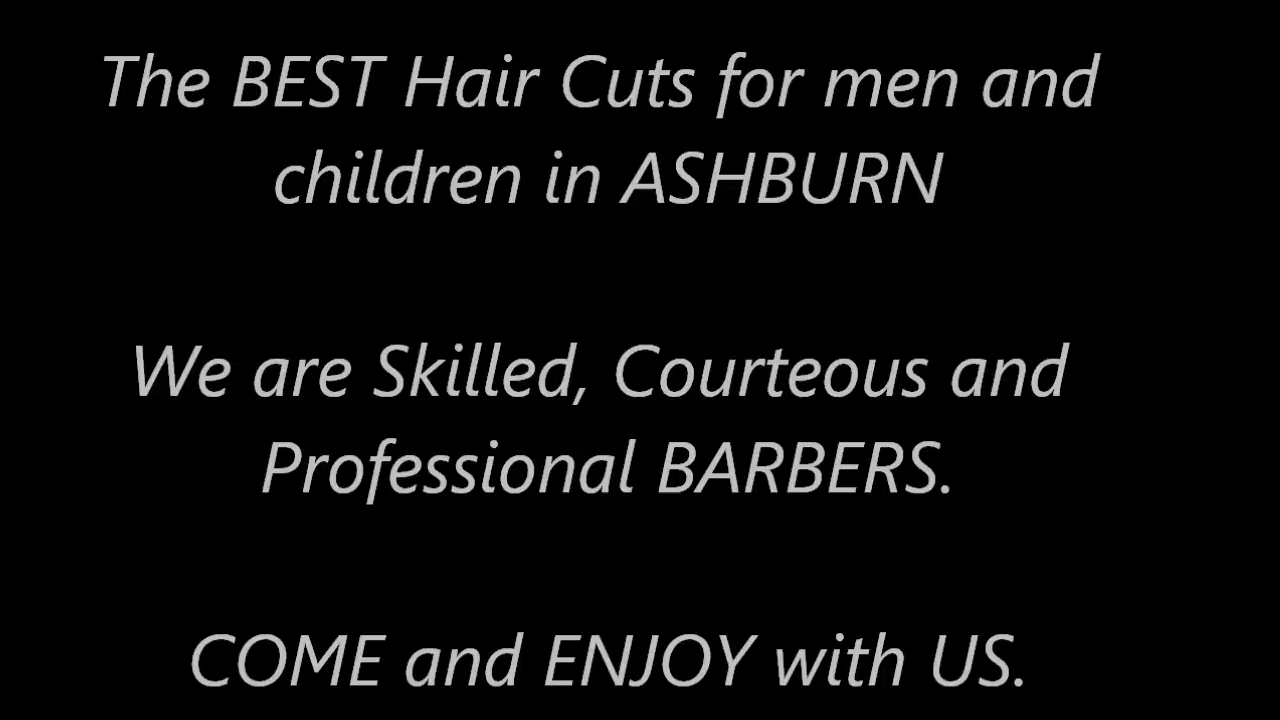 The BEST Hair Cuts for men and
children in ASHBURN
We are Skilled, Courteous and
Professional BARBERS.
COME and ENJOY with US.